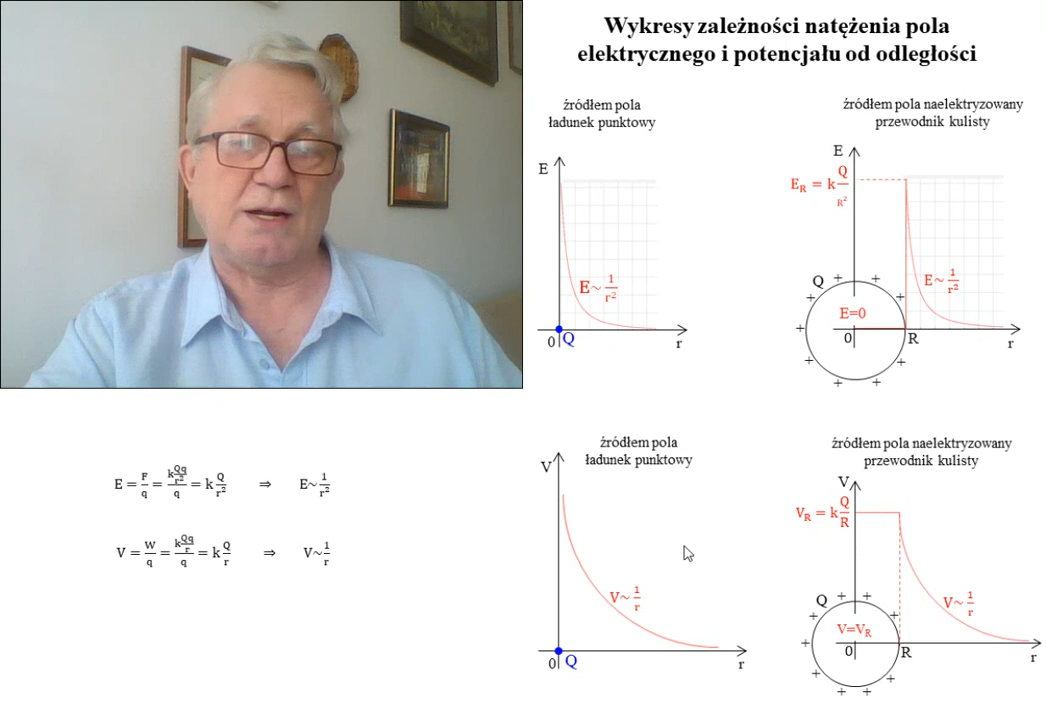 Wykresy zależności natężenia pola
elektrycznego i potencjału od odległości
źródłem pola
ładunek punktowy
E
E~ 1/r²
0 Q r
źródłem pola naelektryzowany
przewodnik kulisty
E
E_R = k Q/R²
Q + + + + + + + + +
E~ 1/r²
E=0
0 R r
E = F/q = (k Qq/r²)/q = k Q/r² ⇒ E~ 1/r²
V = W/q = (k Qq/r)/q = k Q/r ⇒ V~ 1/r
źródłem pola
ładunek punktowy
V
V~ 1/r
0 Q r
źródłem pola naelektryzowany
przewodnik kulisty
V
V_R = k Q/R
Q + + + + + + + + +
V~ 1/r
V=V_R
0 R r